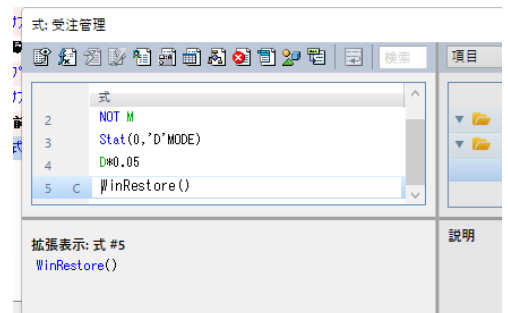 式: 受注管理
検索
項目
式
2 NOT M
3 Stat(0,'D'MODE)
4 D*0.05
5 C WinRestore()
拡張表示: 式 #5
WinRestore()
説明